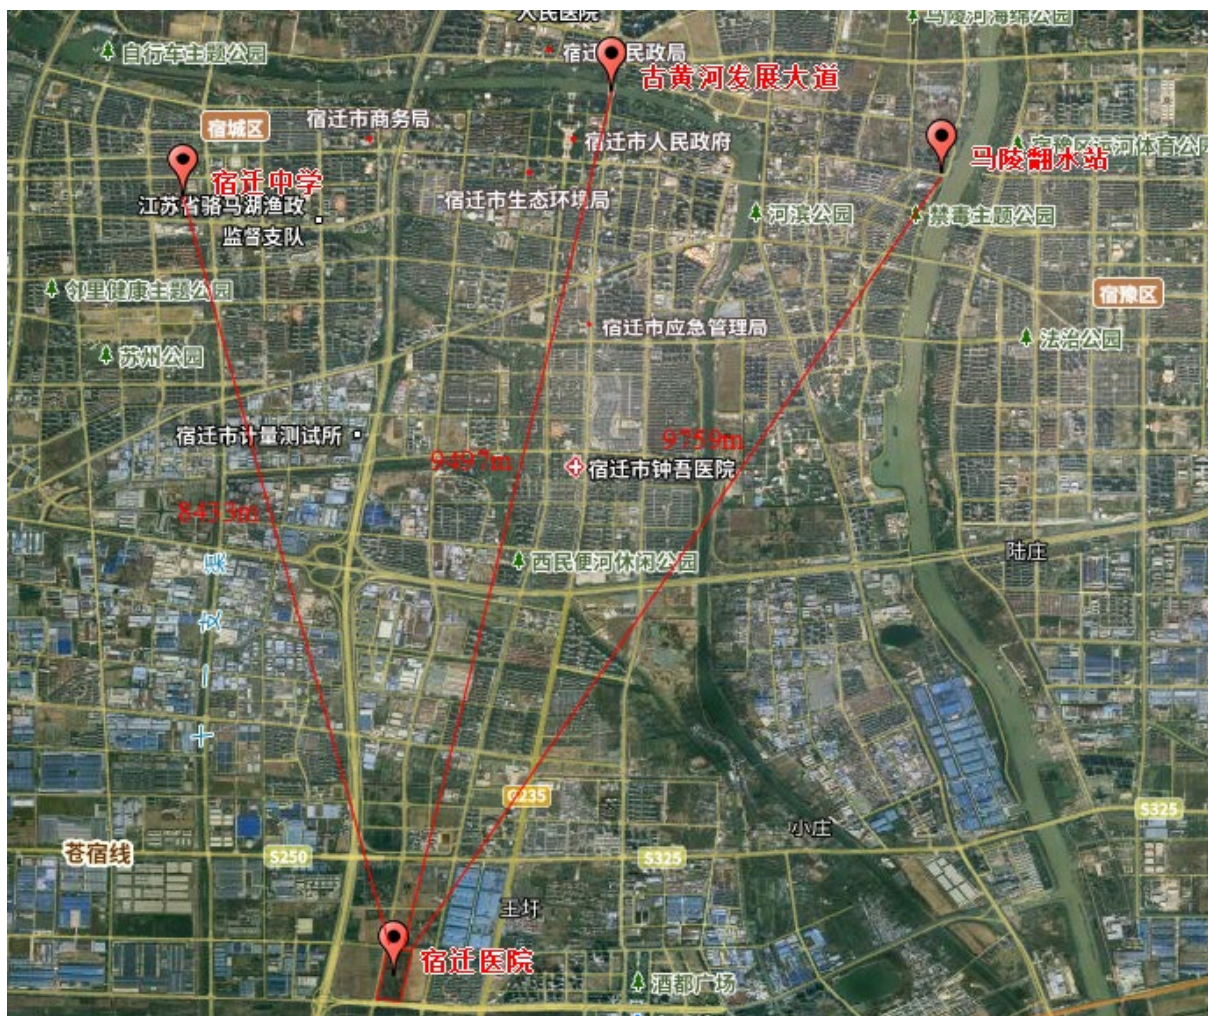 人民医院
马陵河海绵公园
自行车主题公园
古黄河发展大道
宿城区
宿迁市商务局
宿迁市人民政府
马陵翻水站
宿迁中学
江苏省骆马湖渔政
监督支队
宿迁市生态环境局
河滨公园
禁毒主题公园
邻里健康主题公园
宿豫区
宿迁市应急管理局
法治公园
苏州公园
宿迁市计量测试所
9497m
9759m
宿迁市钟吾医院
8433m
西民便河休闲公园
陆庄
十一支渠
G235
S325
小庄
苍宿线
S250
S325
王圩
宿迁医院
酒都广场